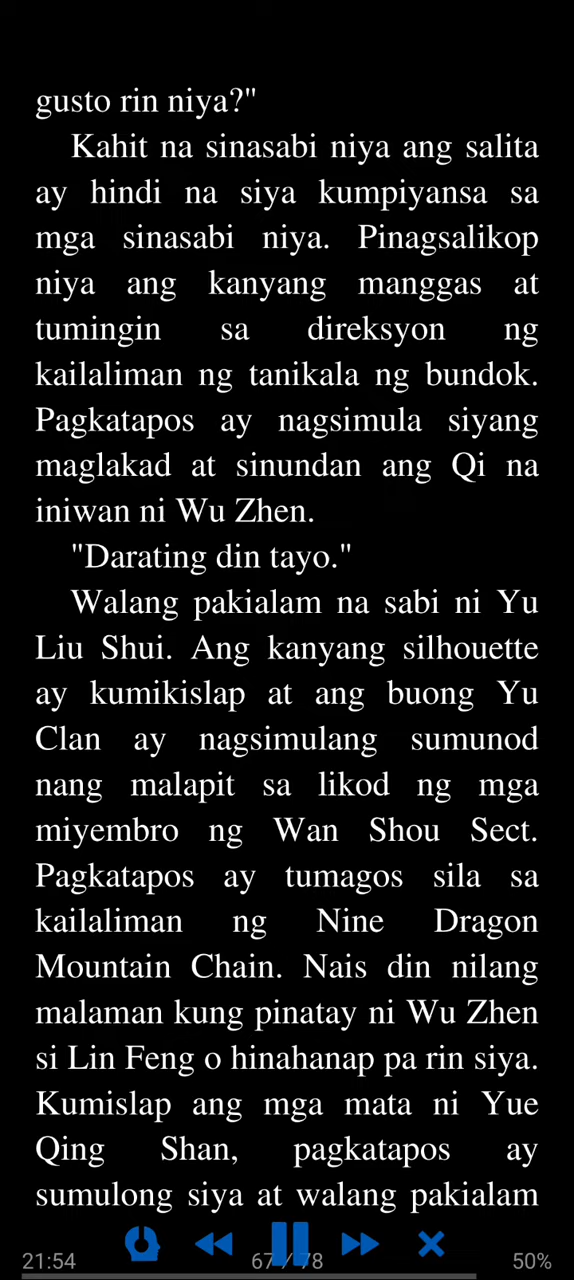 gusto rin niya?"
Kahit na sinasabi niya ang salita
ay hindi na siya kumpiyansa sa
mga sinasabi niya. Pinagsalikop
niya ang kanyang manggas at
tumingin sa direksyon ng
kailaliman ng tanikala ng bundok.
Pagkatapos ay nagsimula siyang
maglakad at sinundan ang Qi na
iniwan ni Wu Zhen.
"Darating din tayo."
Walang pakialam na sabi ni Yu
Liu Shui. Ang kanyang silhouette
ay kumikislap at ang buong Yu
Clan ay nagsimulang sumunod
nang malapit sa likod ng mga
miyembro ng Wan Shou Sect.
Pagkatapos ay tumagos sila sa
kailaliman ng Nine Dragon
Mountain Chain. Nais din nilang
malaman kung pinatay ni Wu Zhen
si Lin Feng o hinahanap pa rin siya.
Kumislap ang mga mata ni Yue
Qing Shan, pagkatapos ay
sumulong siya at walang pakialam
21:54 67 / 78 50%